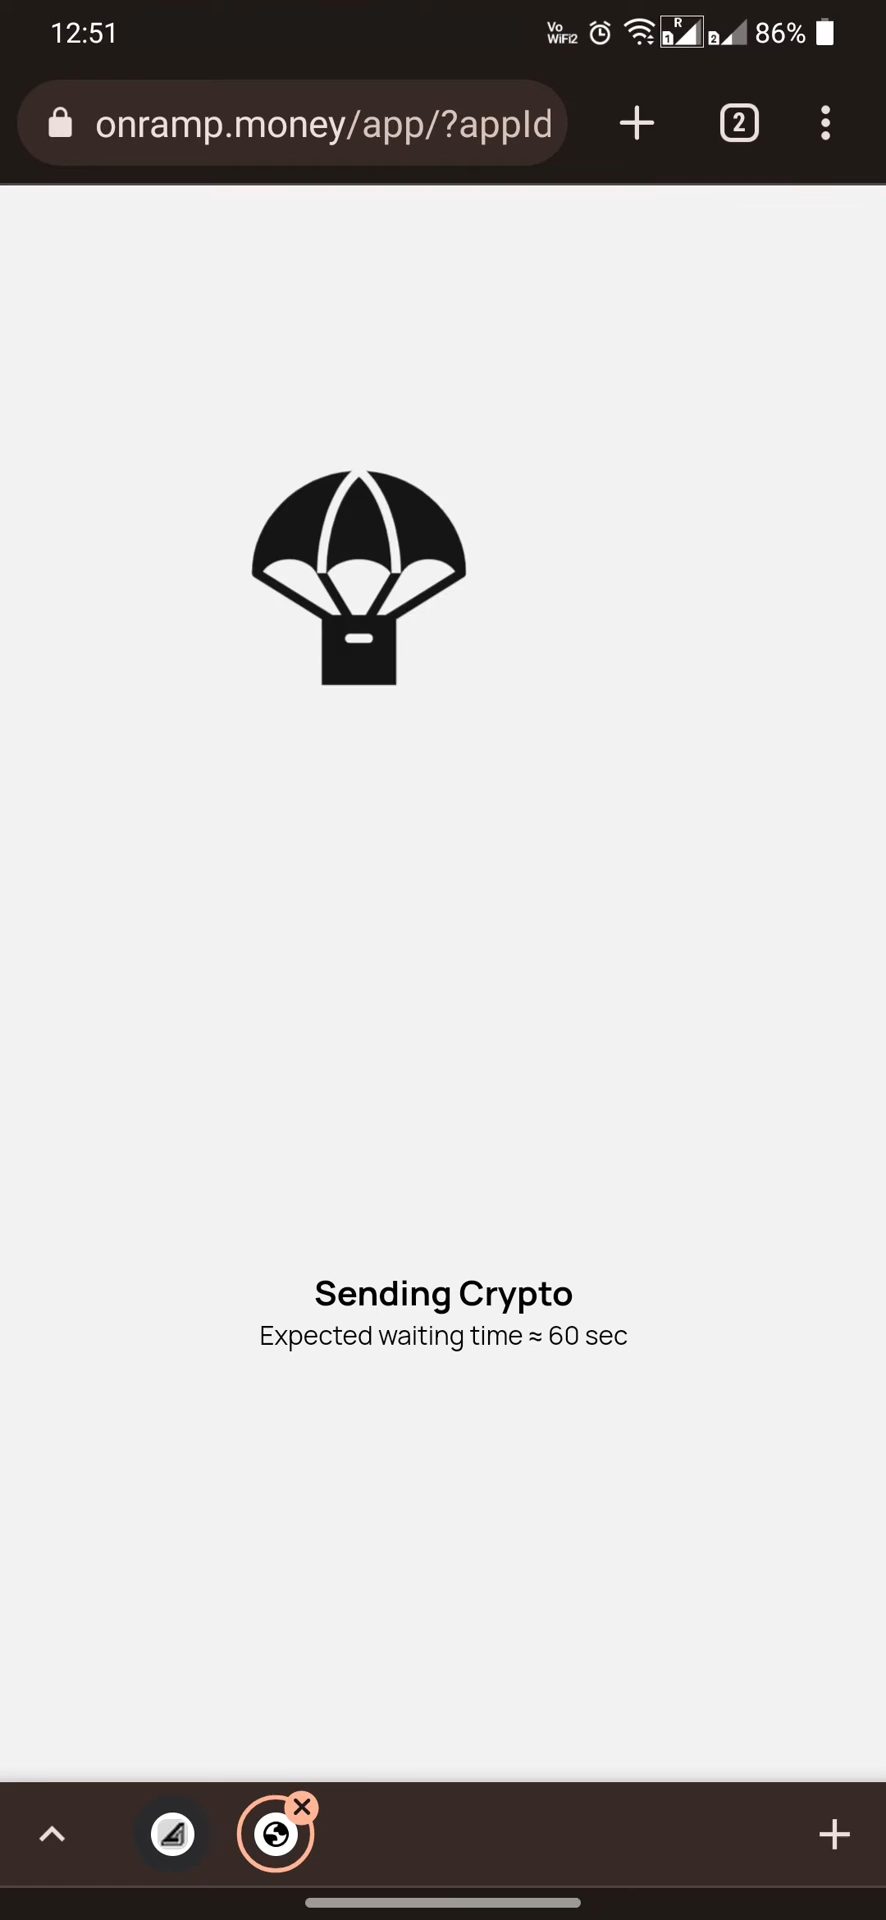 12:51
Vo
WiFi2
R
1
2
86%
onramp.money/app/?appId
2
Sending Crypto
Expected waiting time ≈ 60 sec